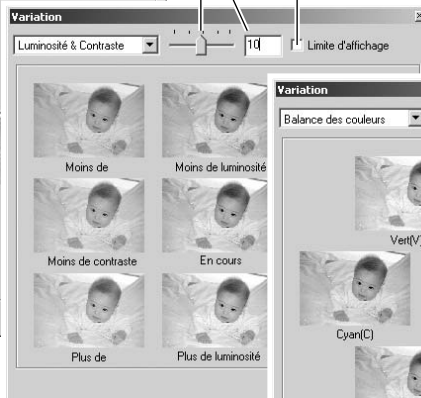 Variation
Luminosité & Contraste
10
Limite d'affichage
Moins de
Moins de luminosité
Moins de contraste
En cours
Plus de
Plus de luminosité
Variation
Balance des couleurs
Vert(V)
Cyan(C)